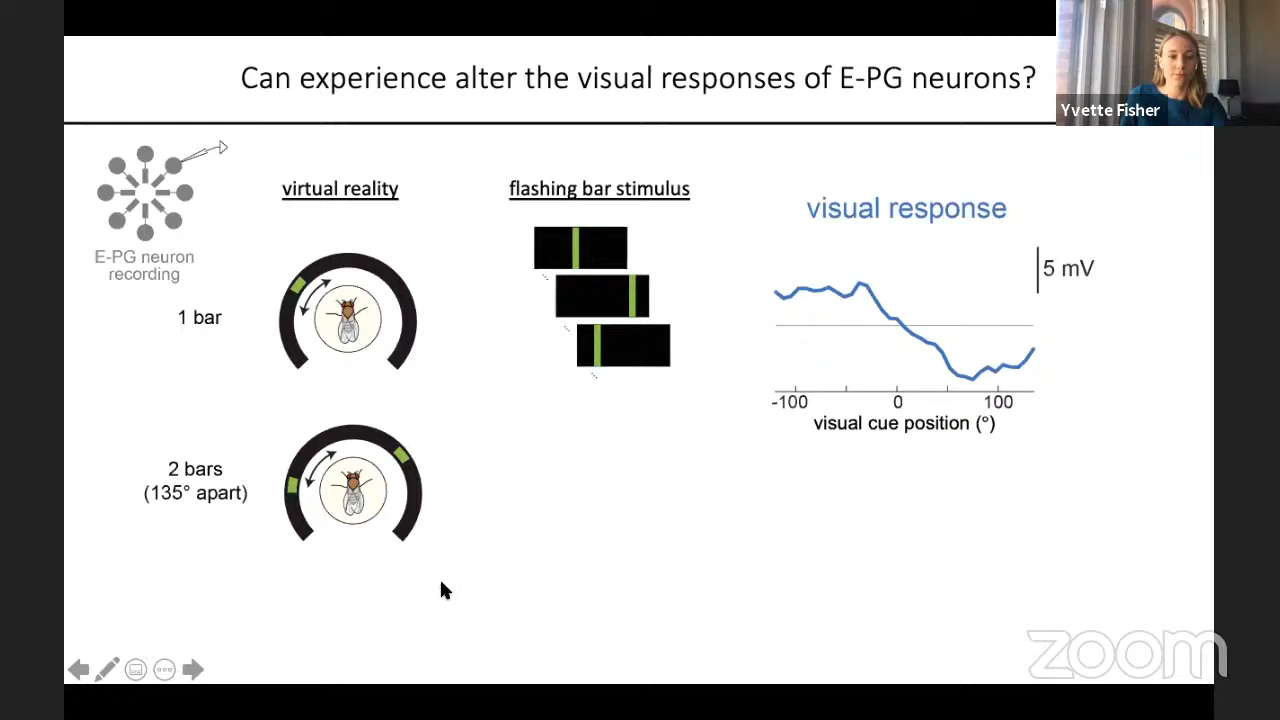 Can experience alter the visual responses of E-PG neurons?
Yvette Fisher
E-PG neuron
recording
virtual reality
flashing bar stimulus
1 bar
2 bars
(135° apart)
visual response
5 mV
-100
0
100
visual cue position (°)
zoom